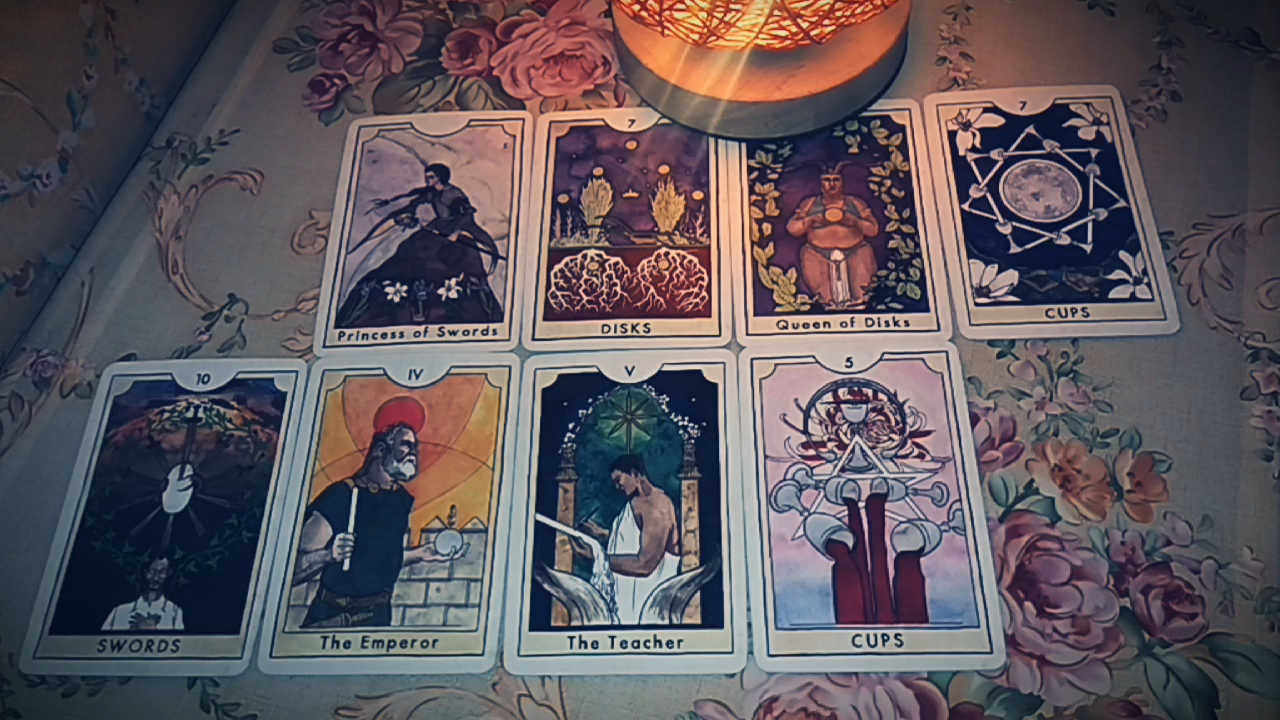 Princess of Swords
7
DISKS
Queen of Disks
7
CUPS
10
SWORDS
IV
The Emperor
V
The Teacher
5
CUPS